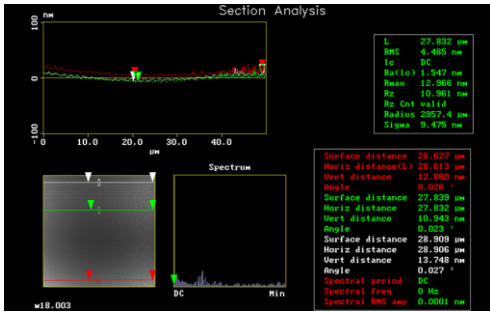 Section Analysis
nM
100
0
-100
0
10.0
20.0
30.0
40.0
µM
L 27.832 µM
RMS 4.485 nM
lc DC
Ra(lc) 1.547 nM
Rmax 12.966 nM
Rz 10.961 nM
Rz Cnt valid
Radius 2957.4 µM
Sigma 9.475 nM
Spectrum
DC
Min
w18.003
Surface distance 28.627 µM
Horiz distance(L) 28.613 µM
Vert distance 12.860 nM
Angle 0.026 °
Surface distance 27.839 µM
Horiz distance 27.832 µM
Vert distance 10.943 nM
Angle 0.023 °
Surface distance 28.909 µM
Horiz distance 28.906 µM
Vert distance 13.748 nM
Angle 0.027 °
Spectral period DC
Spectral freq 0 Hz
Spectral RMS amp 0.0001 nM